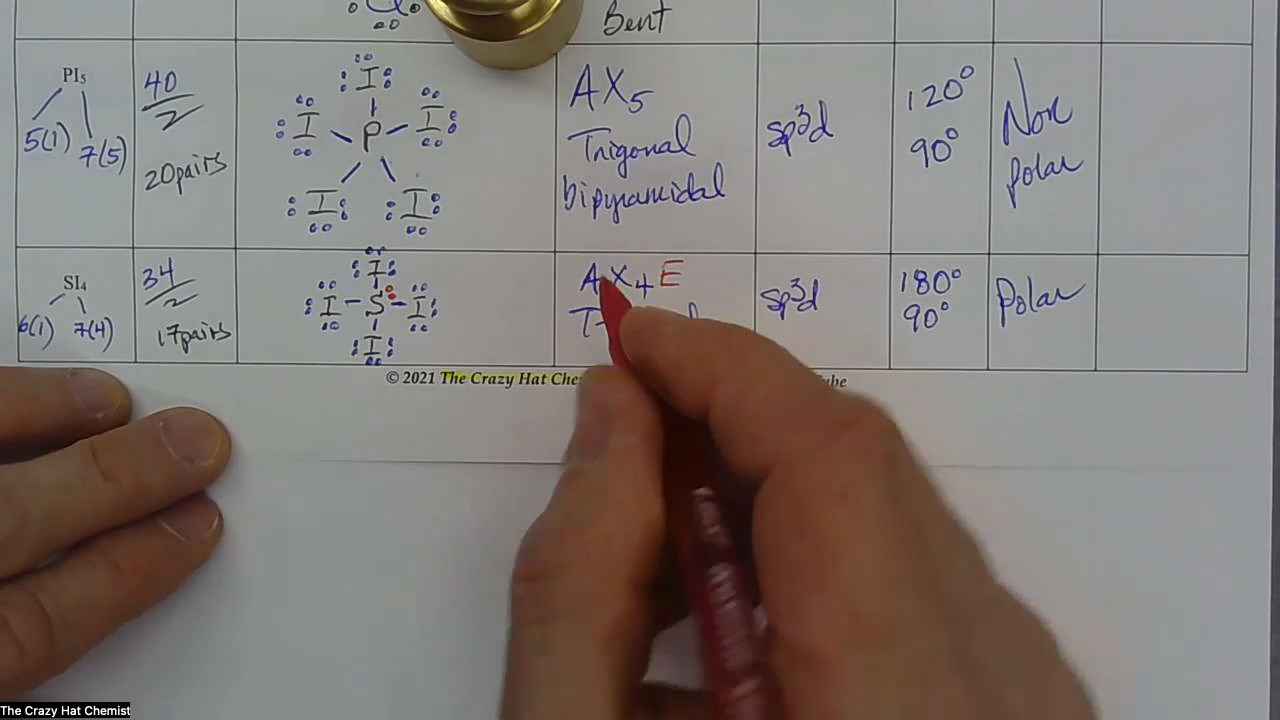 Bent
PI5
40
2
5(1) 7(5)
20pairs
I
I P I
I I
AX5
Trigonal
bipyramidal
sp3d
120°
90°
Non
polar
SI4
34
2
6(1) 7(4)
17pairs
I
I-S-I
I
AX4E
sp3d
180°
90°
Polar
© 2021 The Crazy Hat
The Crazy Hat Chemist